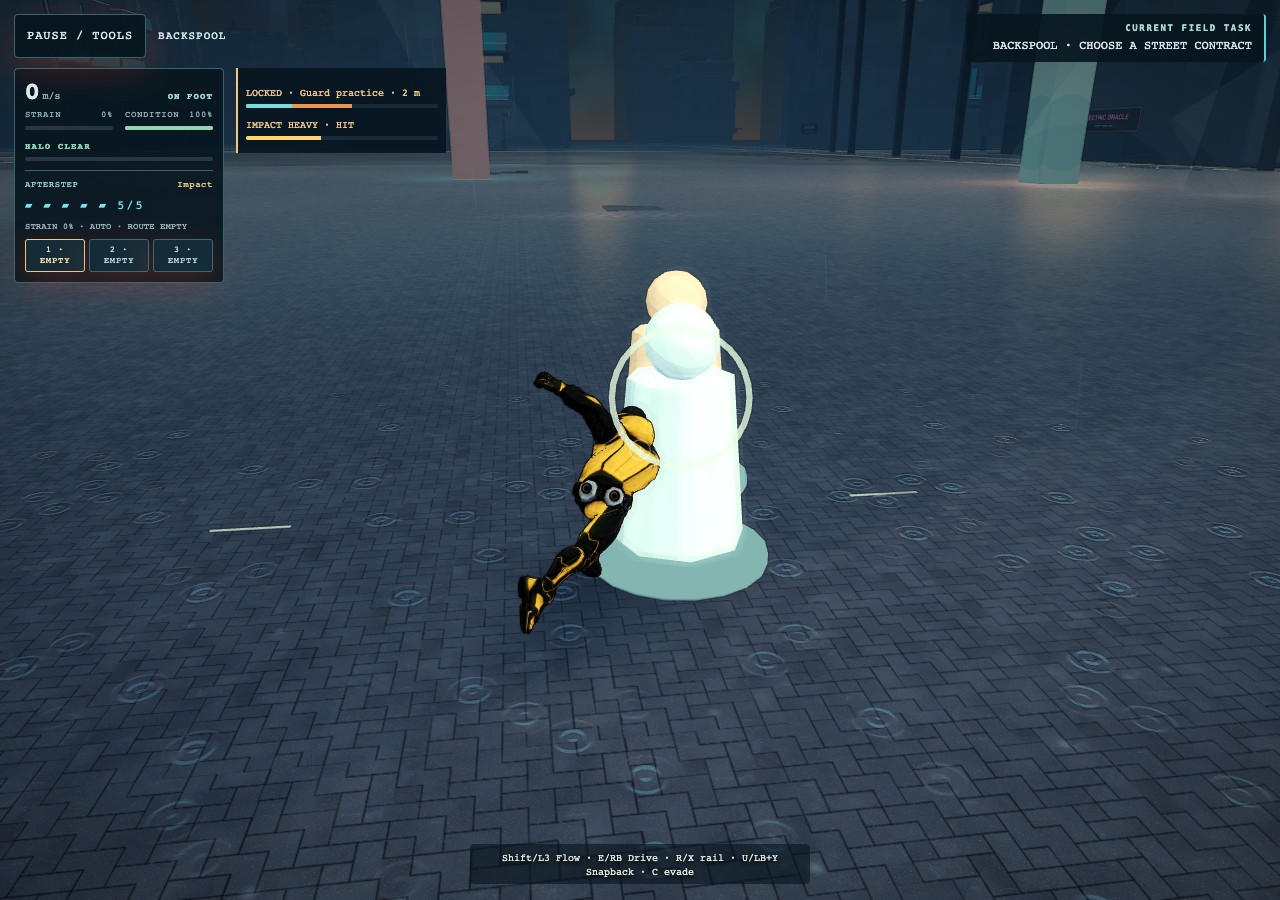 PAUSE / TOOLS
BACKSPOOL
CURRENT FIELD TASK
BACKSPOOL · CHOOSE A STREET CONTRACT
0 m/s
ON FOOT
STRAIN 0%
CONDITION 100%
HALO CLEAR
AFTERSTEP
Impact
5/5
STRAIN 0% · AUTO · ROUTE EMPTY
1 ·
EMPTY
2 ·
EMPTY
3 ·
EMPTY
LOCKED · Guard practice · 2 m
IMPACT HEAVY · HIT
ECTRIC ORACLE
Shift/L3 Flow · E/RB Drive · R/X rail · U/LB+Y
Snapback · C evade